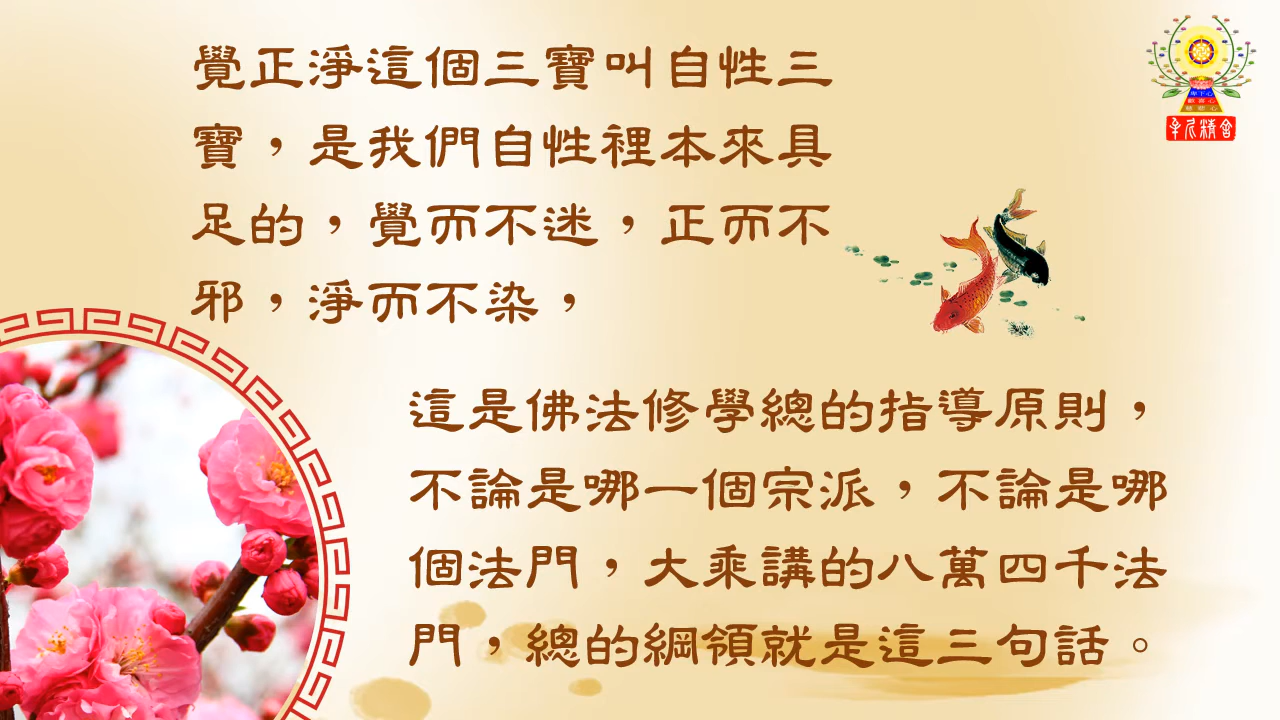 覺正淨這個三寶叫自性三
寶，是我們自性裡本來具
足的，覺而不迷，正而不
邪，淨而不染，
這是佛法修學總的指導原則，
不論是哪一個宗派，不論是哪
個法門，大乘講的八萬四千法
門，總的綱領就是這三句話。